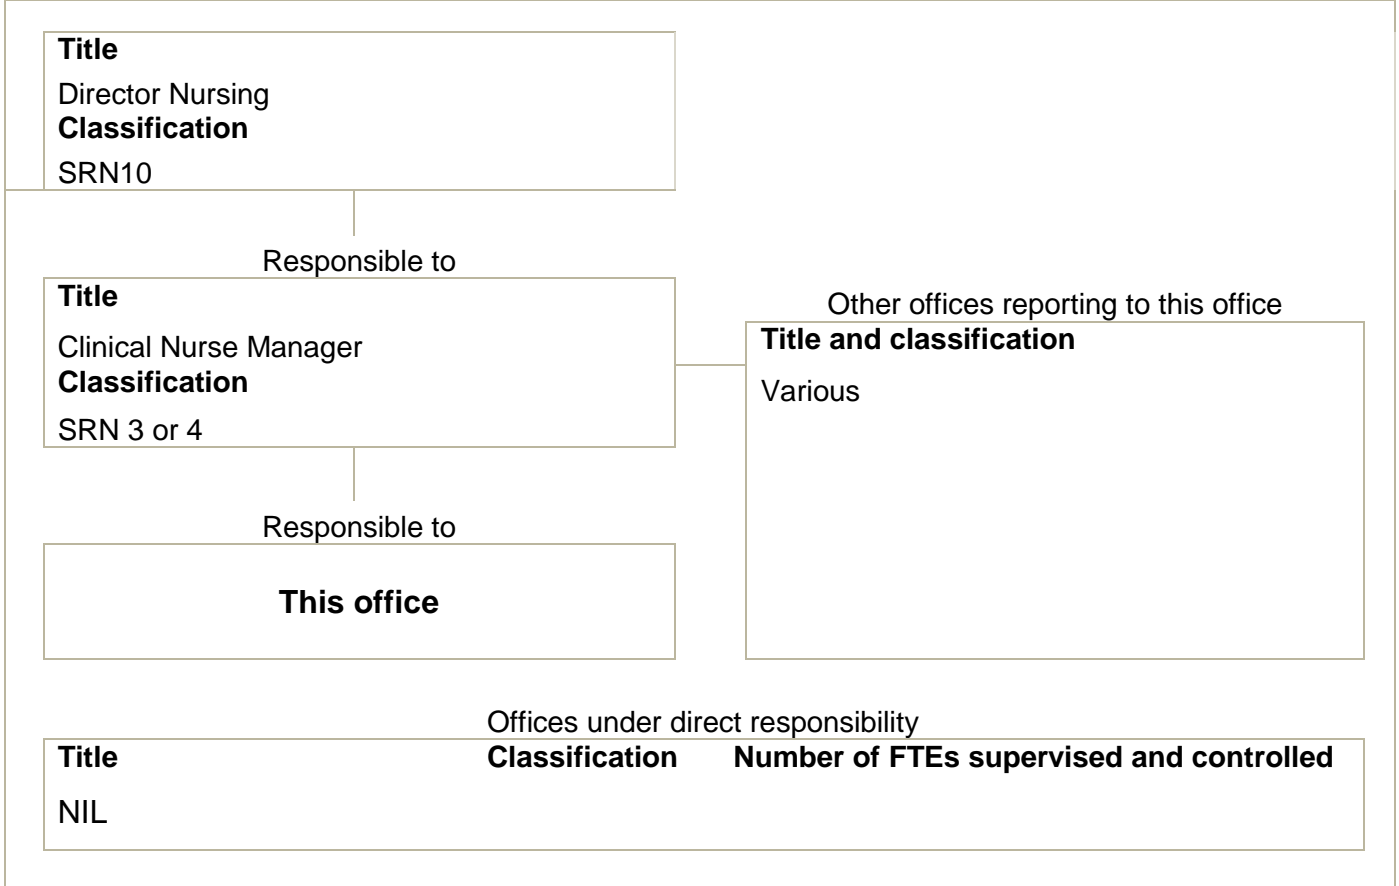 Title
Director Nursing
Classification
SRN10
Responsible to
Title
Clinical Nurse Manager
Classification
SRN 3 or 4
Other offices reporting to this office
Title and classification
Various
Responsible to
This office
Offices under direct responsibility
Title Classification Number of FTEs supervised and controlled
NIL